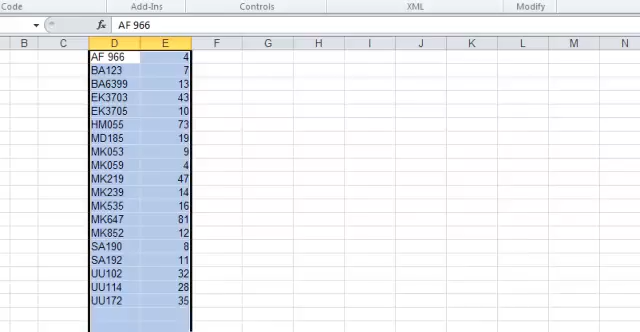 Code Add-Ins Controls XML Modify
fx AF 966
B C D E F G H I J K L M N
AF 966 4
BA123 7
BA6399 13
EK3703 43
EK3705 10
HM055 73
MD185 19
MK053 9
MK059 4
MK219 47
MK239 14
MK535 16
MK647 81
MK852 12
SA190 8
SA192 11
UU102 32
UU114 28
UU172 35